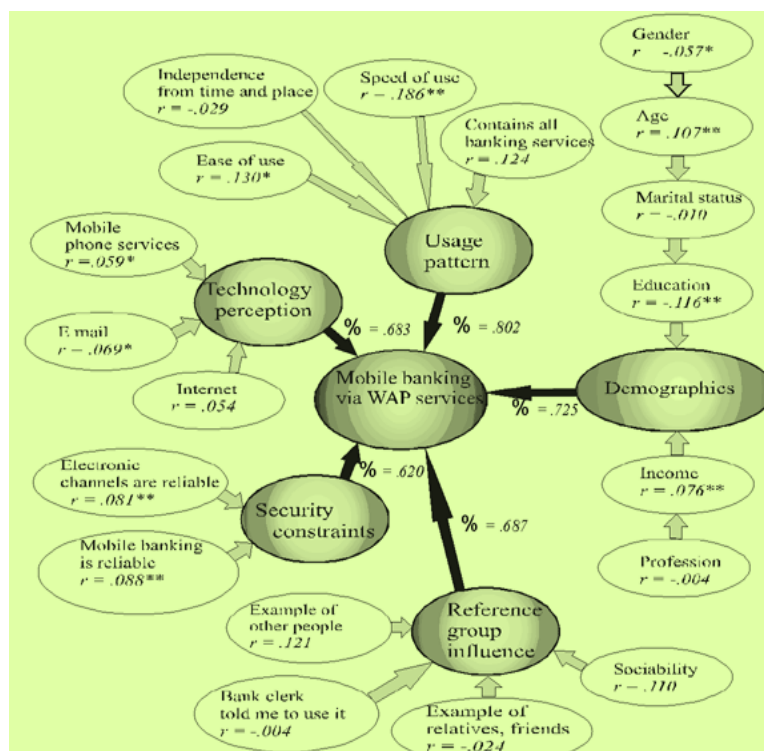 Gender
r -.057*
Independence
from time and place
r = -.029
Speed of use
r - .186**
Contains all
banking services
r = .124
Age
r = .107**
Ease of use
r = .130*
Marital status
r = -.010
Mobile
phone services
r =.059*
Usage
pattern
Education
r = -.116**
Technology
perception
E mail
r - .069*
% = .683
% = .802
Internet
r = .054
Mobile banking
via WAP services
Demographics
% = .725
Electronic
channels are reliable
r = .081**
% = .620
Security
constraints
Income
r = .076**
Mobile banking
is reliable
r = .088**
% = .687
Profession
r = -.004
Example of
other people
r = .121
Reference
group
influence
Sociability
r - .110
Bank clerk
told me to use it
r = -.004
Example of
relatives, friends
r = -.024